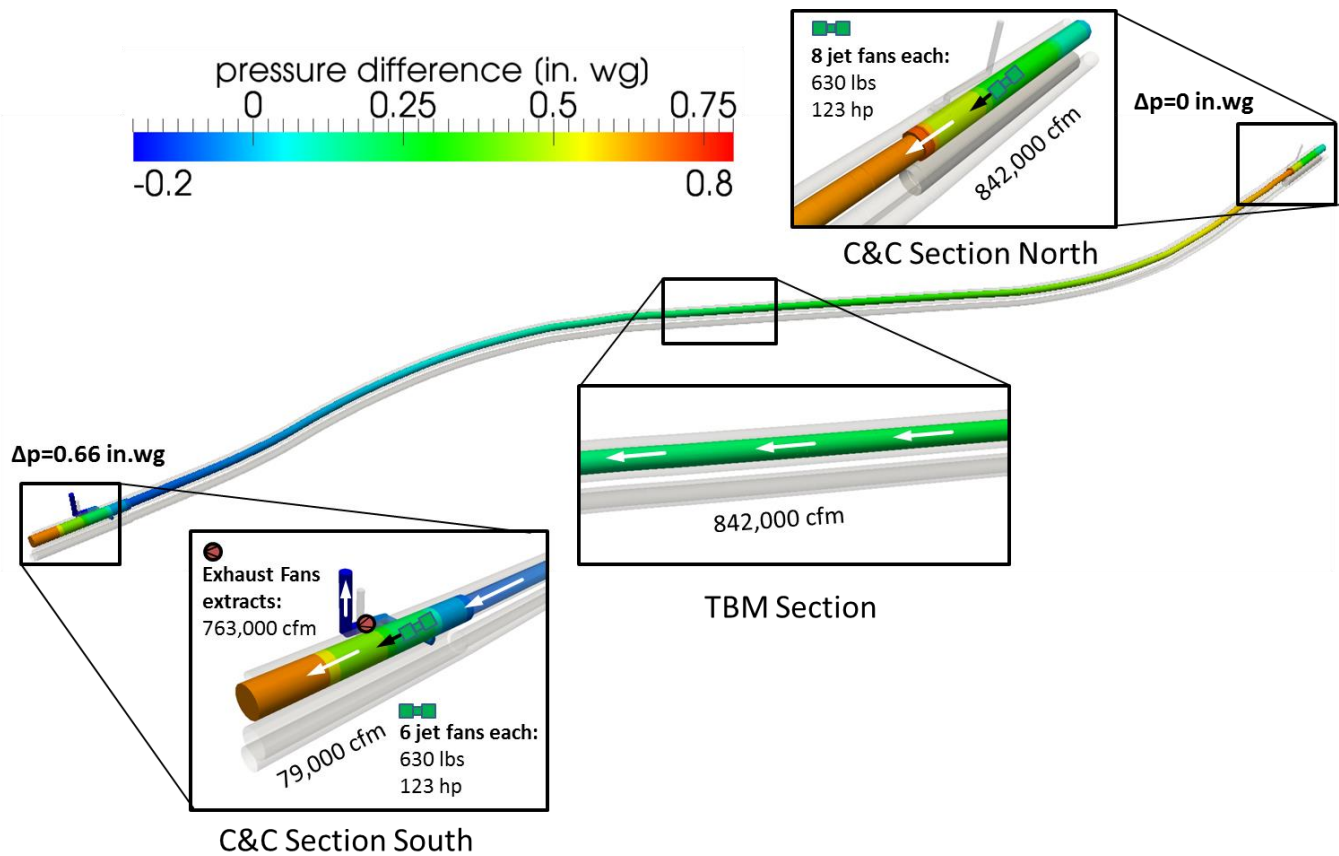 pressure difference (in. wg)
0 0.25 0.5 0.75
-0.2 0.8
8 jet fans each:
630 lbs
123 hp
842,000 cfm
Δp=0 in.wg
C&C Section North
842,000 cfm
TBM Section
Δp=0.66 in.wg
Exhaust Fans
extracts:
763,000 cfm
79,000 cfm
6 jet fans each:
630 lbs
123 hp
C&C Section South